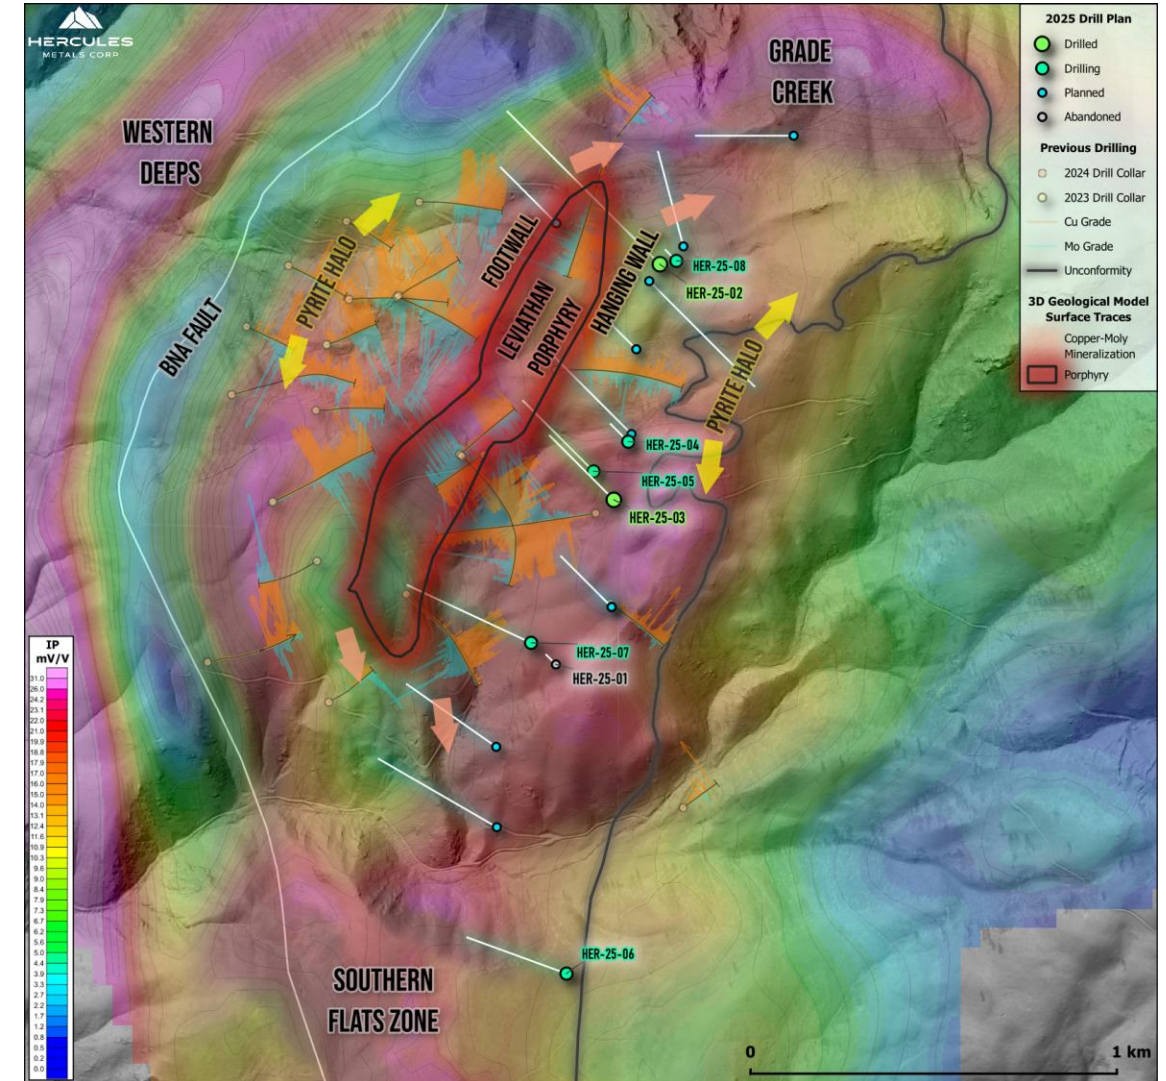 HERCULES
METALS CORP
WESTERN
DEEPS
GRADE
CREEK
BNA FAULT
PYRITE HALO
FOOTWALL
LEVIATHAN
PORPHYRY
HANGING WALL
PYRITE HALO
HER-25-08
HER-25-02
HER-25-04
HER-25-05
HER-25-03
HER-25-07
HER-25-01
HER-25-06
SOUTHERN
FLATS ZONE
2025 Drill Plan
Drilled
Drilling
Planned
Abandoned
Previous Drilling
2024 Drill Collar
2023 Drill Collar
Cu Grade
Mo Grade
Unconformity
3D Geological Model
Surface Traces
Copper-Moly
Mineralization
Porphyry
IP
mV/V
31.0
26.0
24.2
23.1
22.0
21.0
19.9
18.8
17.9
17.0
16.0
15.0
14.0
13.1
12.4
11.6
10.9
10.3
9.6
9.0
8.4
7.9
7.3
6.7
6.2
5.6
5.0
4.4
3.9
3.3
2.7
2.2
1.7
1.2
0.8
0.5
0.2
0.0
0 1 km